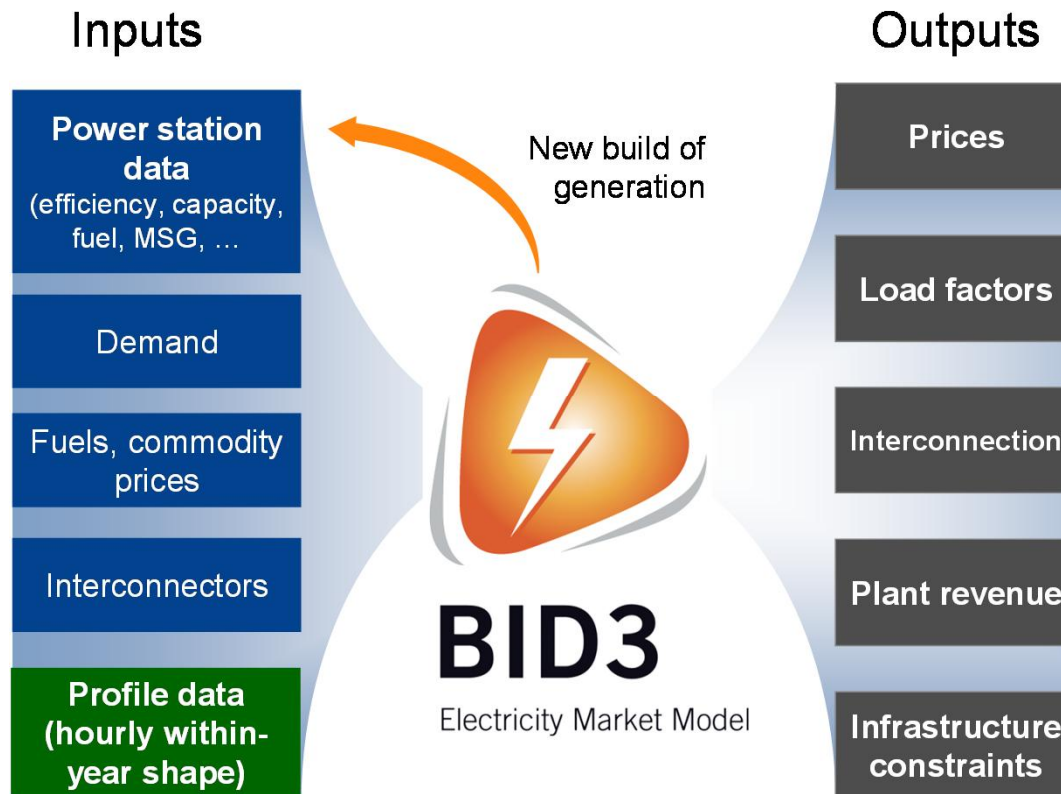 Inputs
Outputs
Power station
data
(efficiency, capacity,
fuel, MSG, ...
Demand
Fuels, commodity
prices
Interconnectors
Profile data
(hourly within-
year shape)
New build of
generation
BID3
Electricity Market Model
Prices
Load factors
Interconnection
Plant revenue
Infrastructure
constraints